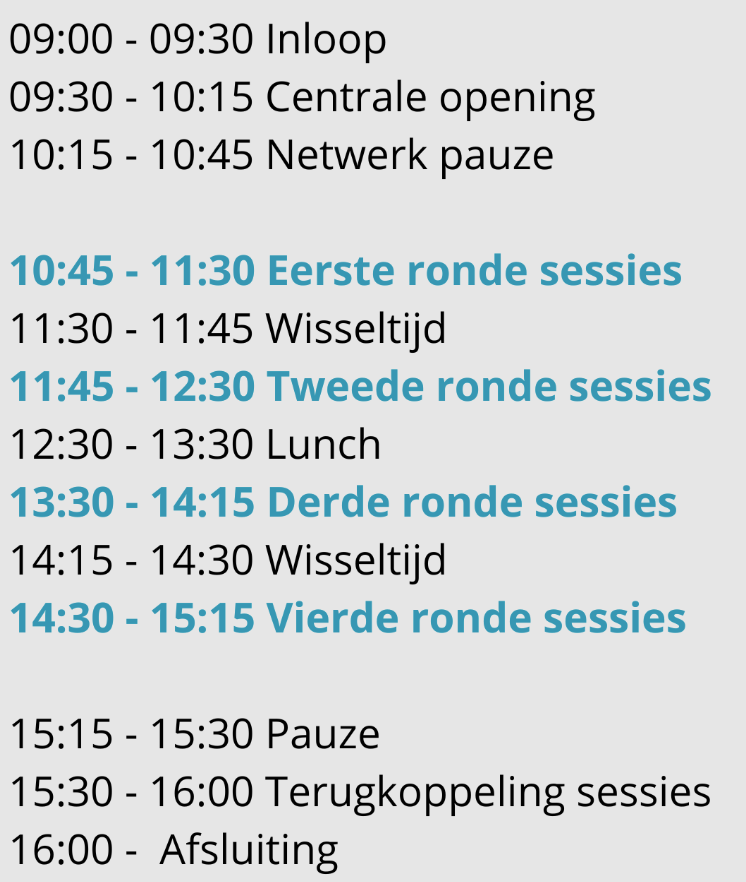 09:00 - 09:30 Inloop
09:30 - 10:15 Centrale opening
10:15 - 10:45 Netwerk pauze
10:45 - 11:30 Eerste ronde sessies
11:30 - 11:45 Wisseltijd
11:45 - 12:30 Tweede ronde sessies
12:30 - 13:30 Lunch
13:30 - 14:15 Derde ronde sessies
14:15 - 14:30 Wisseltijd
14:30 - 15:15 Vierde ronde sessies
15:15 - 15:30 Pauze
15:30 - 16:00 Terugkoppeling sessies
16:00 -  Afsluiting